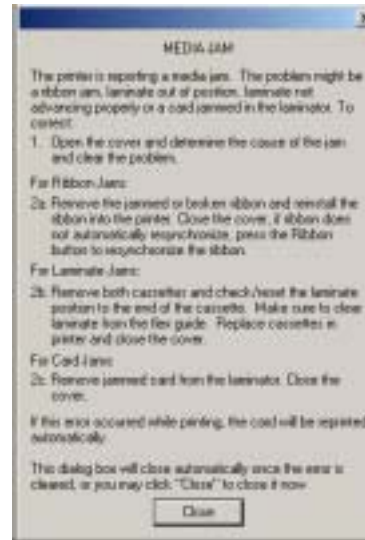 MEDIA JAM
The printer is reporting a media jam. The problem might be
a ribbon jam, laminate out of position, laminate not
advancing properly or a card jammed in the laminator. To
correct:
1. Open the cover and determine the cause of the jam
and clear the problem.
For Ribbon Jams:
2a. Remove the jammed or broken ribbon and reinstall the
ribbon into the printer. Close the cover, if ribbon does
not automatically resynchronize, press the Ribbon
button to resynchronize the ribbon.
For Laminate Jams:
2b. Remove both cassettes and check/reset the laminate
position to the end of the cassette. Make sure to clear
laminate from the flex guide. Replace cassettes in
printer and close the cover.
For Card Jams:
2c. Remove jammed card from the laminator. Close the
cover.
If this error occurred while printing, the card will be reprinted
automatically.
This dialog box will close automatically once the error is
cleared, or you may click "Close" to close it now
Close